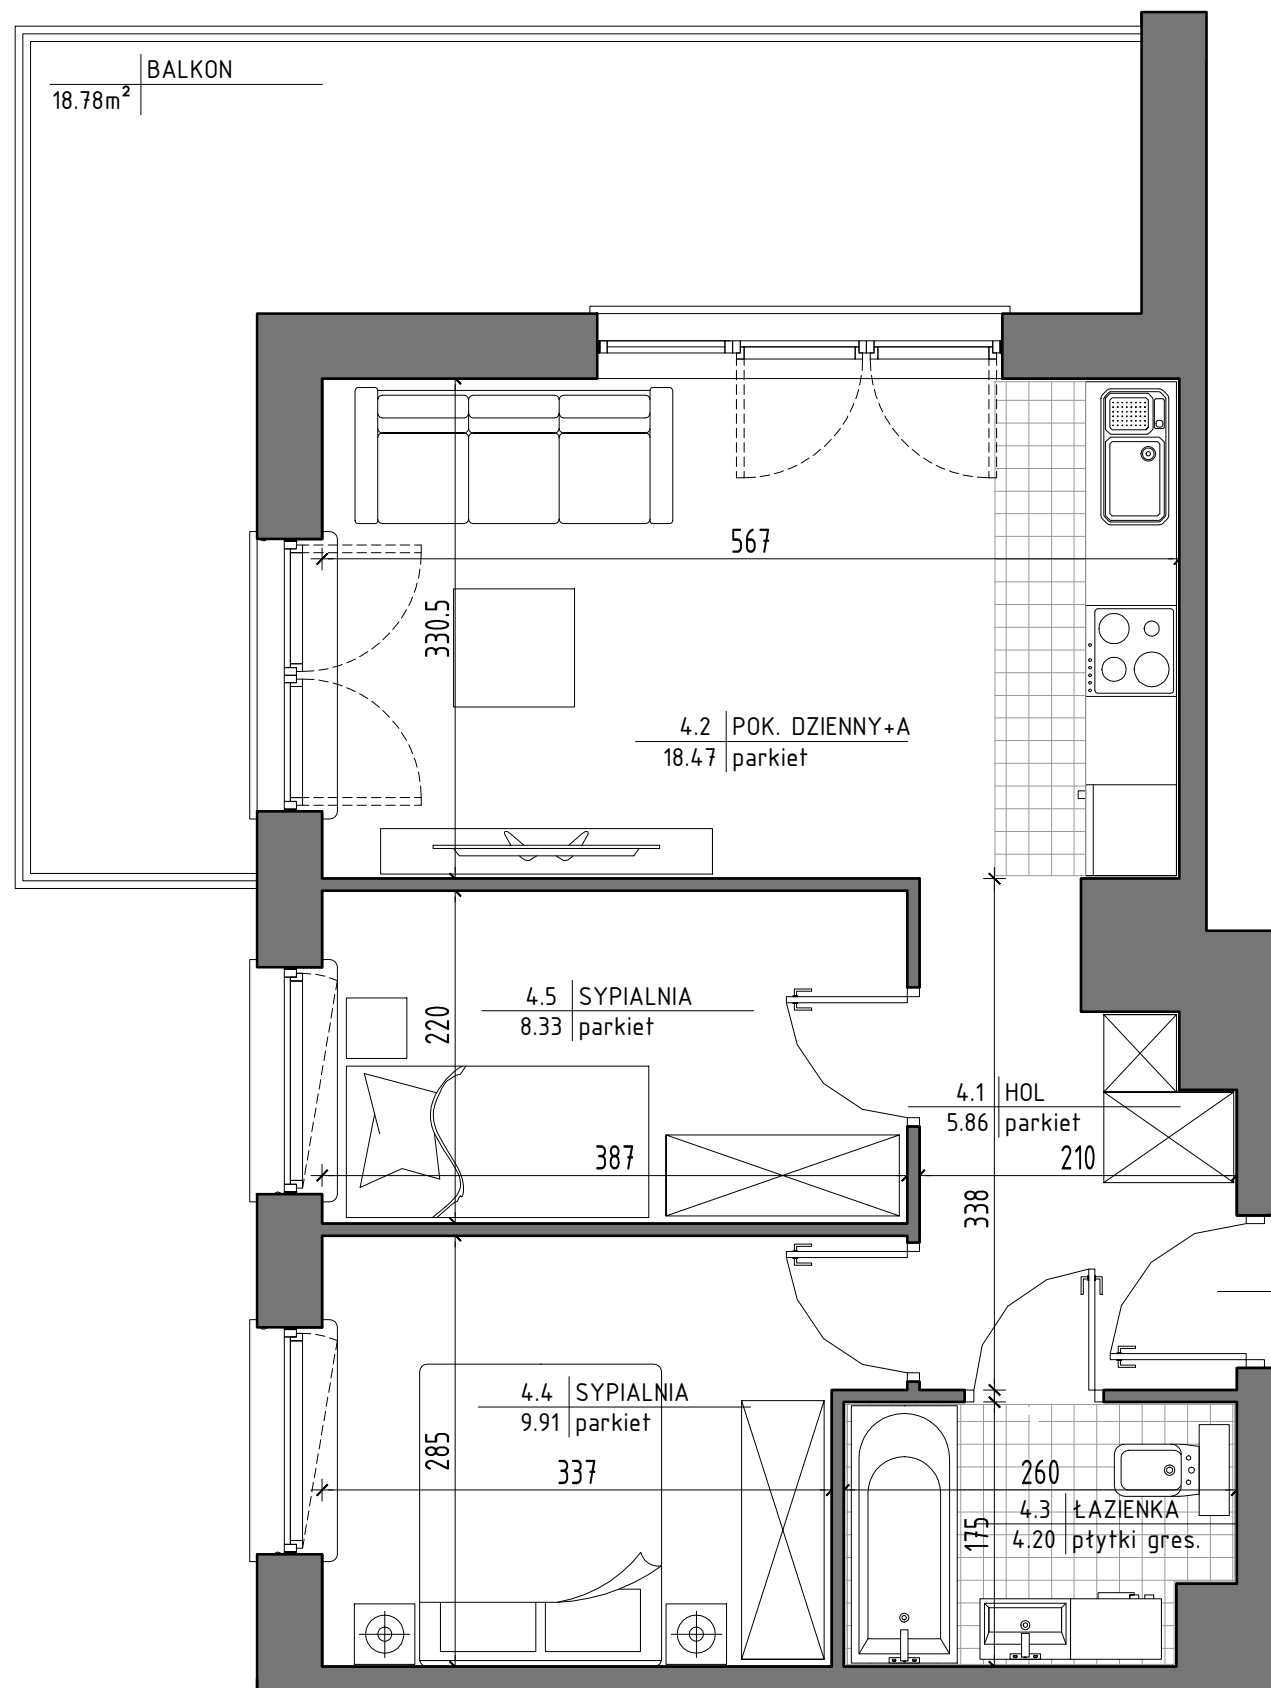 BALKON
18.78m²
567
330.5
4.2 POK. DZIENNY+A
18.47 parkiet
4.5 SYPIALNIA
8.33 parkiet
220
4.1 HOL
5.86 parkiet
387
210
338
4.4 SYPIALNIA
9.91 parkiet
285
337
260
4.3 ŁAZIENKA
4.20 płytki gres.
175